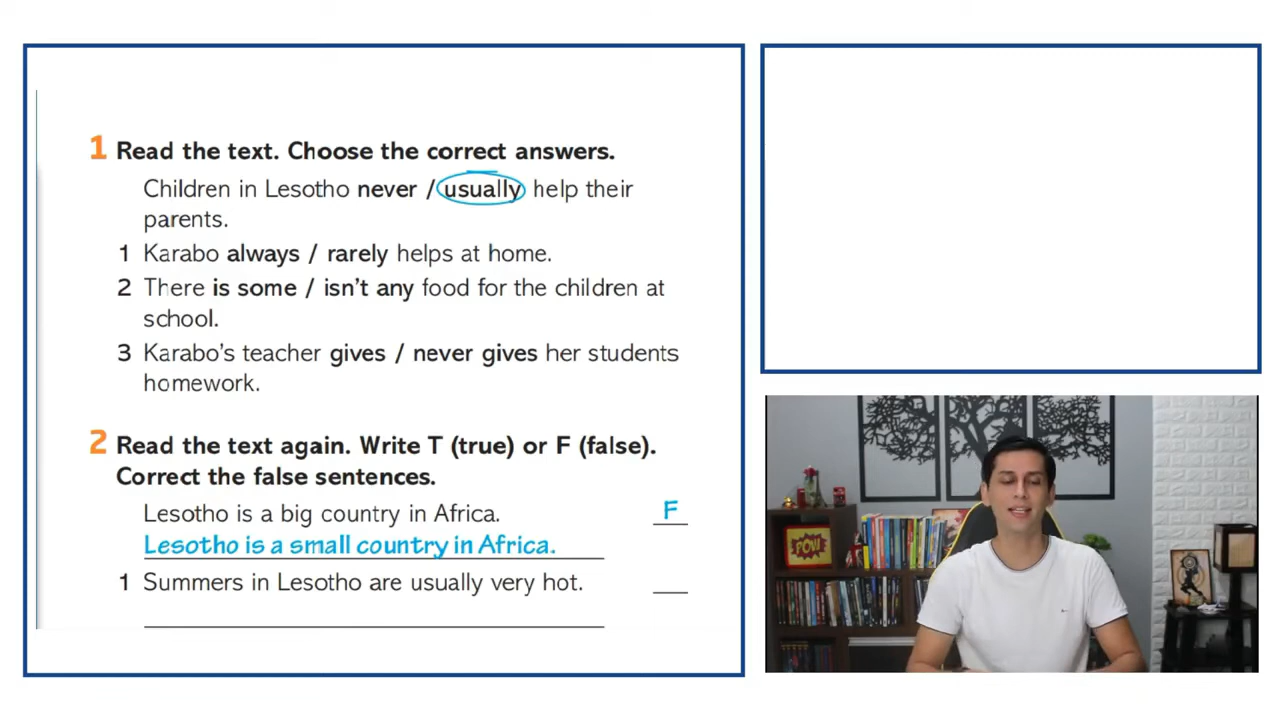 1 Read the text. Choose the correct answers.
Children in Lesotho never / usually help their
parents.
1 Karabo always / rarely helps at home.
2 There is some / isn't any food for the children at
school.
3 Karabo's teacher gives / never gives her students
homework.
2 Read the text again. Write T (true) or F (false).
Correct the false sentences.
Lesotho is a big country in Africa. F
Lesotho is a small country in Africa.
1 Summers in Lesotho are usually very hot.
POW!